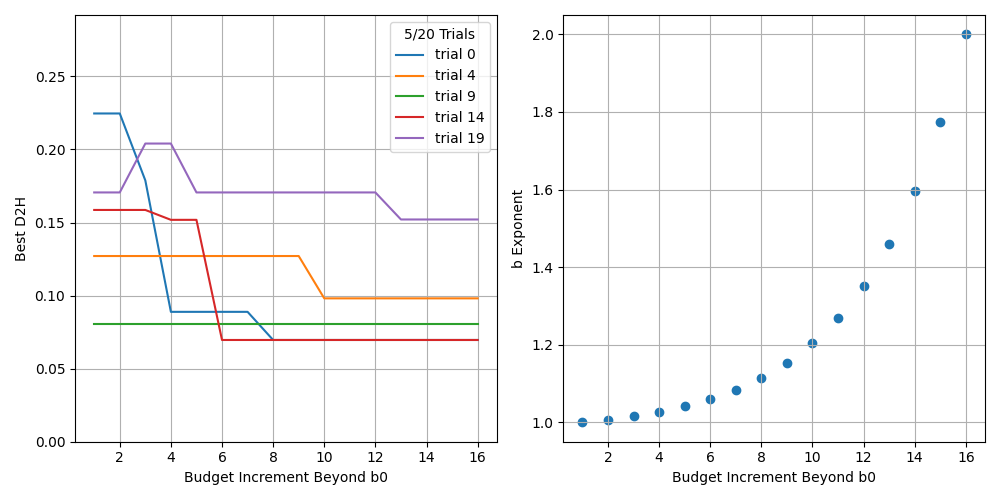 5/20 Trials
trial 0
trial 4
trial 9
trial 14
trial 19
0.25
0.20
0.15
0.10
0.05
0.00
Best D2H
2 4 6 8 10 12 14 16
Budget Increment Beyond b0
2.0
1.8
1.6
1.4
1.2
1.0
b Exponent
2 4 6 8 10 12 14 16
Budget Increment Beyond b0